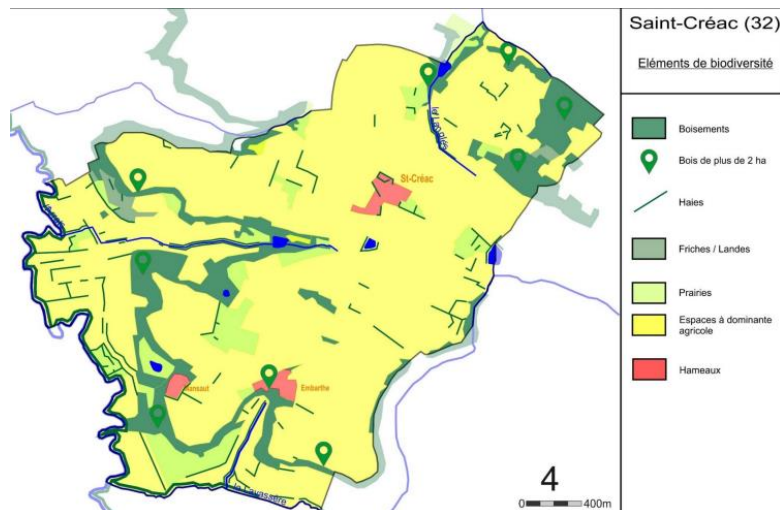 Saint-Créac (32)
Eléments de biodiversité
Boisements
Bois de plus de 2 ha
Haies
Friches / Landes
Prairies
Espaces à dominante
agricole
Hameaux
St-Créac
Embarthe
4
0
400m